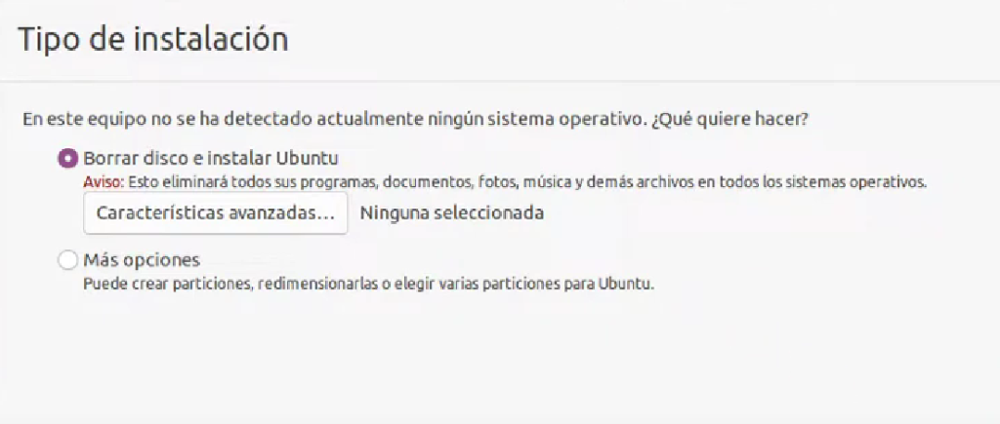 Tipo de instalación
En este equipo no se ha detectado actualmente ningún sistema operativo. ¿Qué quiere hacer?
Borrar disco e instalar Ubuntu
Aviso: Esto eliminará todos sus programas, documentos, fotos, música y demás archivos en todos los sistemas operativos.
Características avanzadas... Ninguna seleccionada
Más opciones
Puede crear particiones, redimensionarlas o elegir varias particiones para Ubuntu.